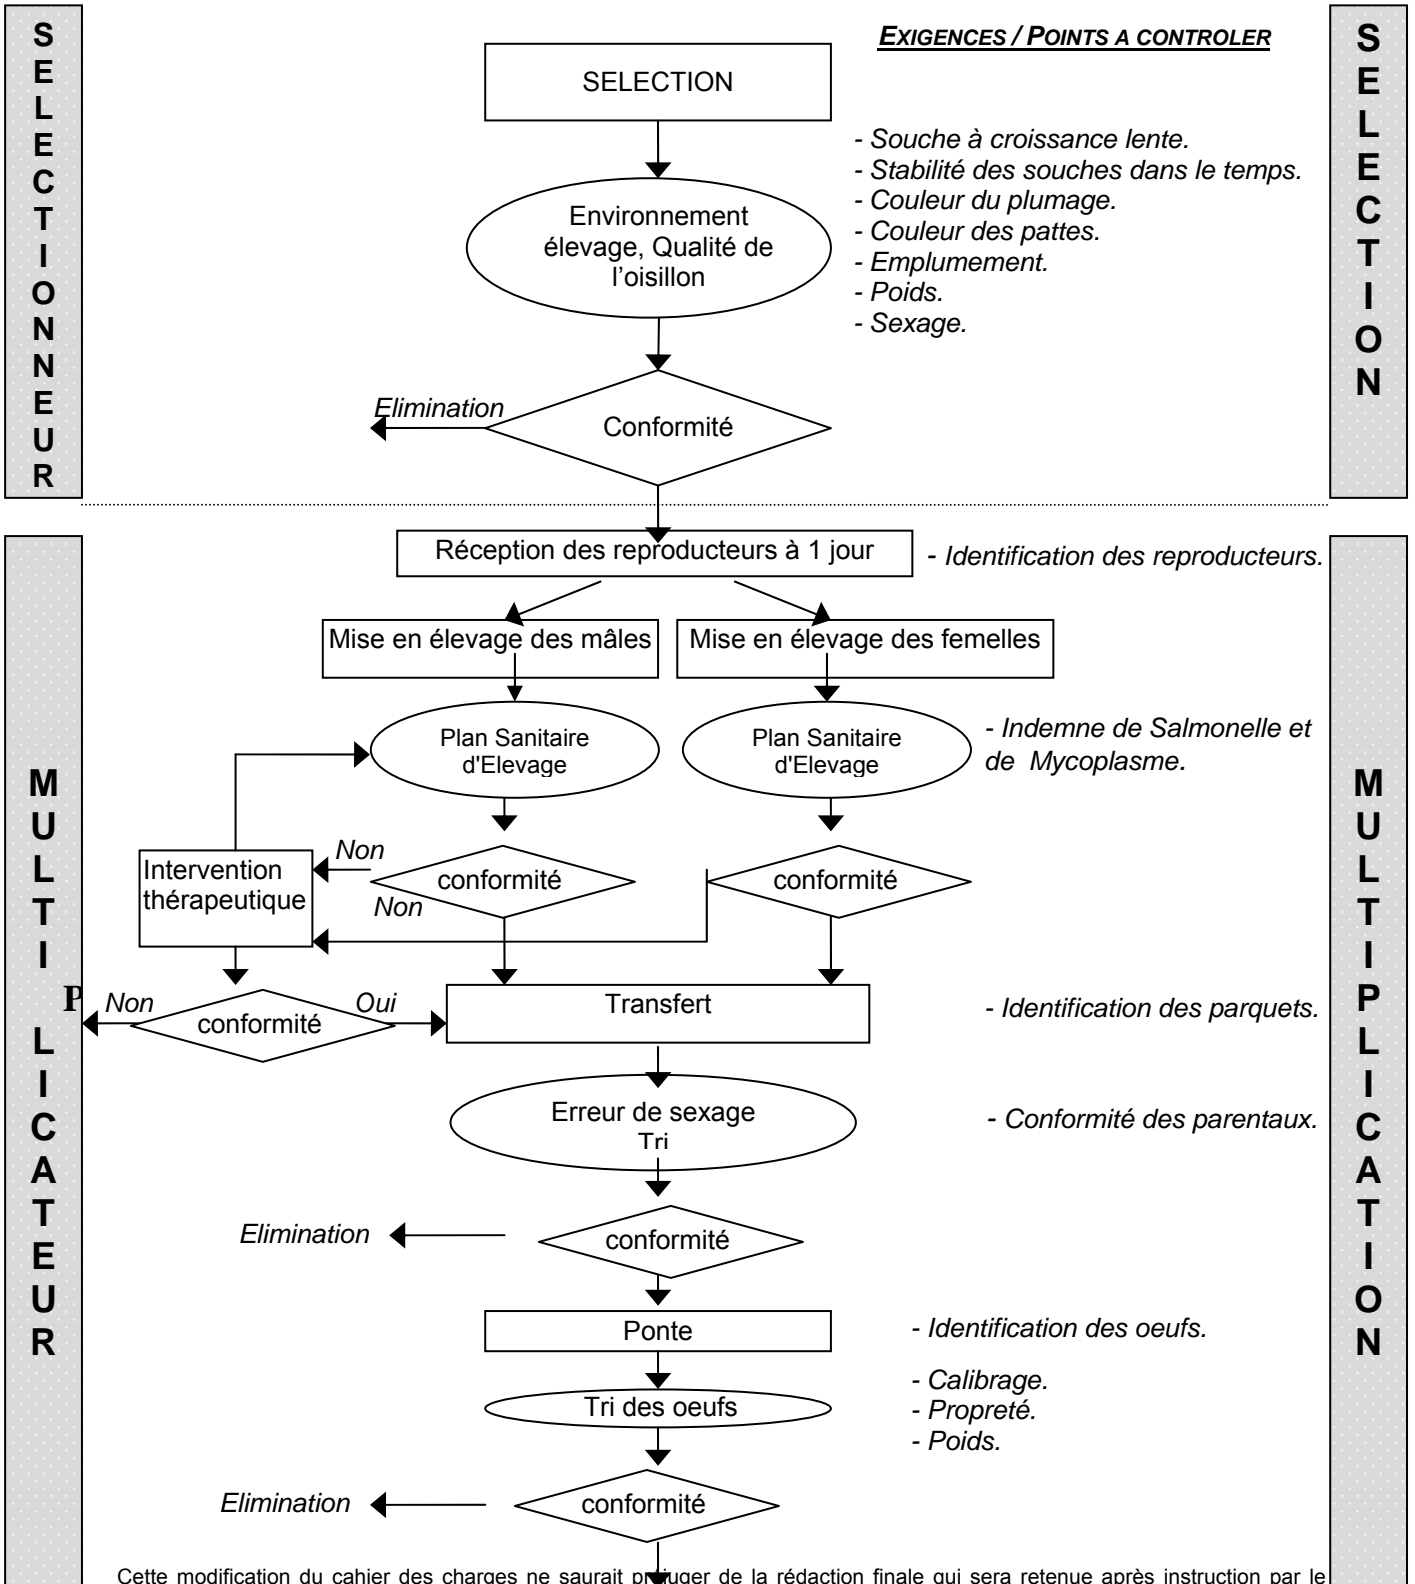 SELECTIONNEUR
EXIGENCES / POINTS A CONTROLER
SELECTION
SELECTION
- Souche à croissance lente.
- Stabilité des souches dans le temps.
- Couleur du plumage.
- Couleur des pattes.
- Emplumement.
- Poids.
- Sexage.
Environnement
élevage, Qualité de
l'oisillon
Elimination
Conformité
MULTIPLICATEUR
MULTIPLICATION
Réception des reproducteurs à 1 jour
- Identification des reproducteurs.
Mise en élevage des mâles
Mise en élevage des femelles
Plan Sanitaire
d'Elevage
Plan Sanitaire
d'Elevage
- Indemne de Salmonelle et
de Mycoplasme.
Non
Intervention
thérapeutique
conformité
conformité
Non
Non
conformité
Oui
Transfert
- Identification des parquets.
Erreur de sexage
Tri
- Conformité des parentaux.
Elimination
conformité
Ponte
- Identification des oeufs.
Tri des oeufs
- Calibrage.
- Propreté.
- Poids.
Elimination
conformité
Cette modification du cahier des charges ne saurait préjuger de la rédaction finale qui sera retenue après instruction par le